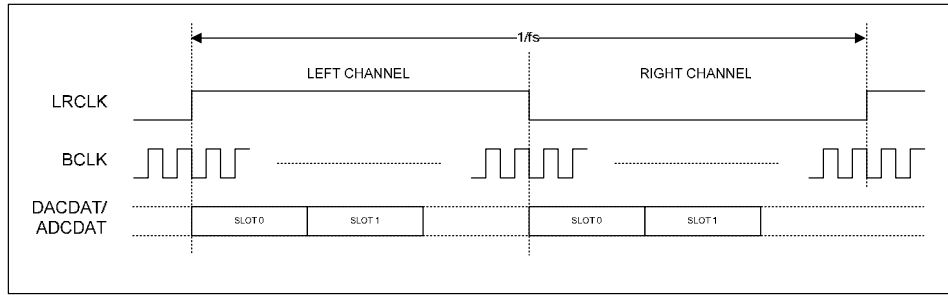 1/fs
LEFT CHANNEL RIGHT CHANNEL
LRCLK
BCLK
DACDAT/
ADCDAT
SLOT 0 SLOT 1 SLOT 0 SLOT 1